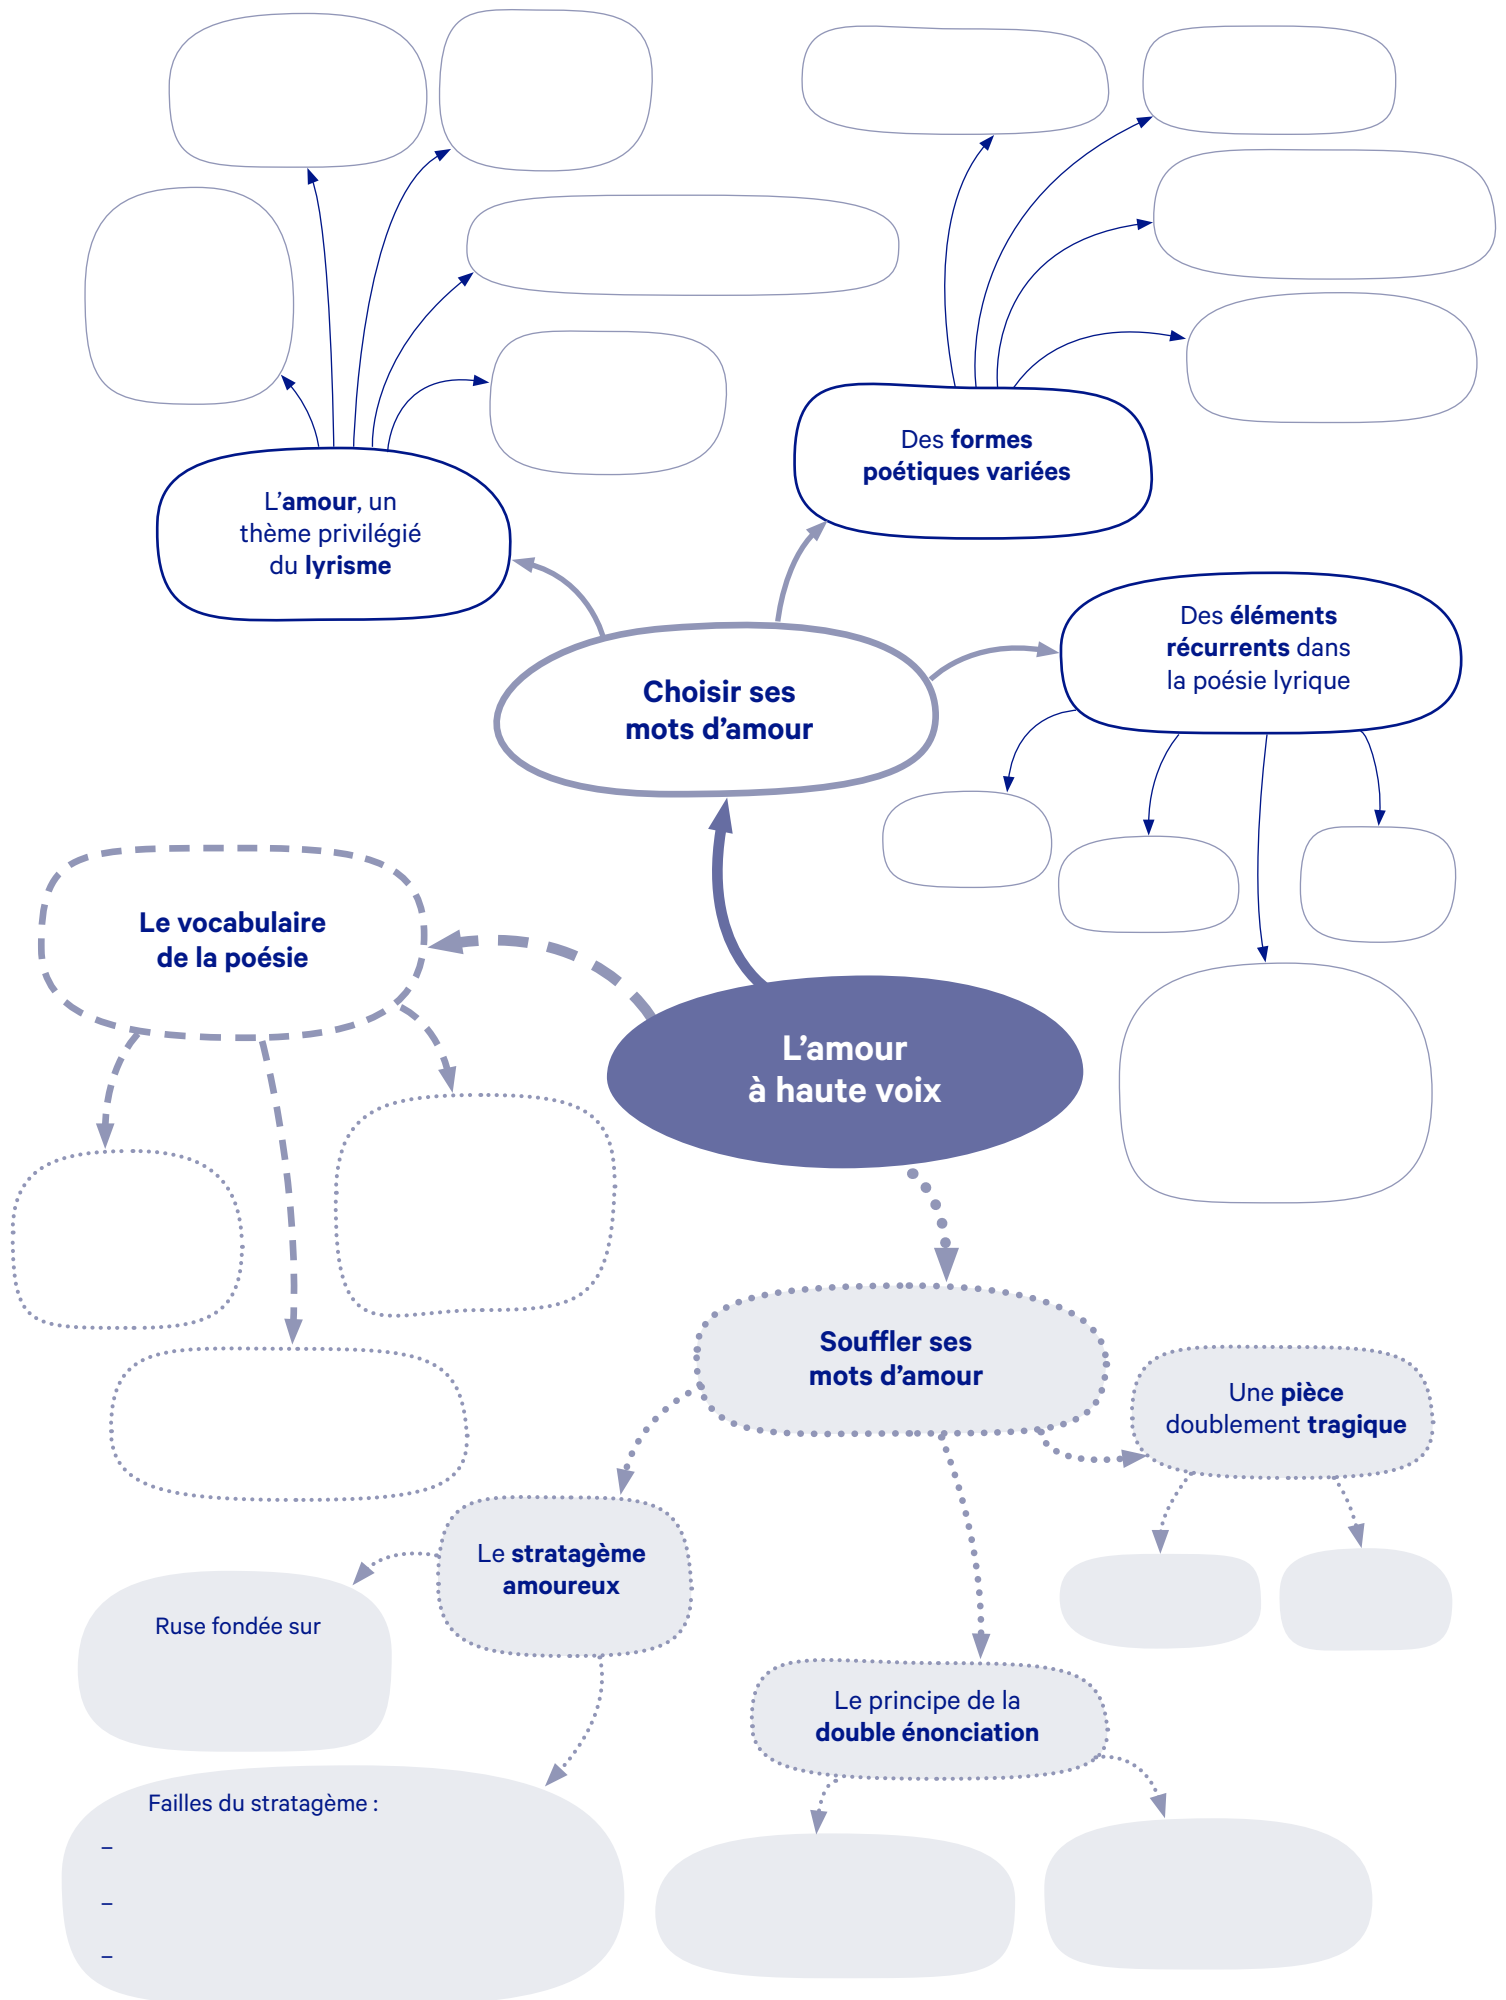 Des formes
poétiques variées
L’amour, un
thème privilégié
du lyrisme
Des éléments
récurrents dans
la poésie lyrique
Choisir ses
mots d’amour
Le vocabulaire
de la poésie
L’amour
à haute voix
Souffler ses
mots d’amour
Une pièce
doublement tragique
Le stratagème
amoureux
Ruse fondée sur
Le principe de la
double énonciation
Failles du stratagème :
–
–
–